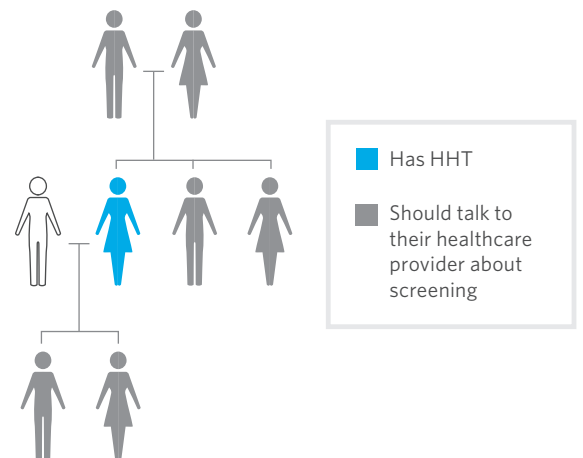 Has HHT
Should talk to
their healthcare
provider about
screening